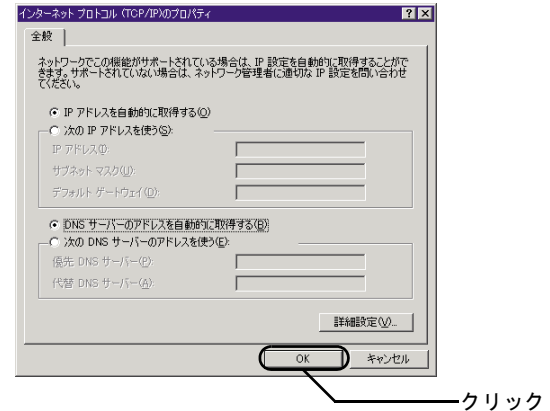 インターネット プロトコル (TCP/IP)のプロパティ
全般
ネットワークでこの機能がサポートされている場合は、IP 設定を自動的に取得することがで
きます。サポートされていない場合は、ネットワーク管理者に適切な IP 設定を問い合わせ
てください。
IP アドレスを自動的に取得する(O)
次の IP アドレスを使う(S):
IP アドレス(I):
サブネット マスク(U):
デフォルト ゲートウェイ(D):
DNS サーバーのアドレスを自動的に取得する(B)
次の DNS サーバーのアドレスを使う(E):
優先 DNS サーバー(P):
代替 DNS サーバー(A):
詳細設定(V)...
OK
キャンセル
クリック